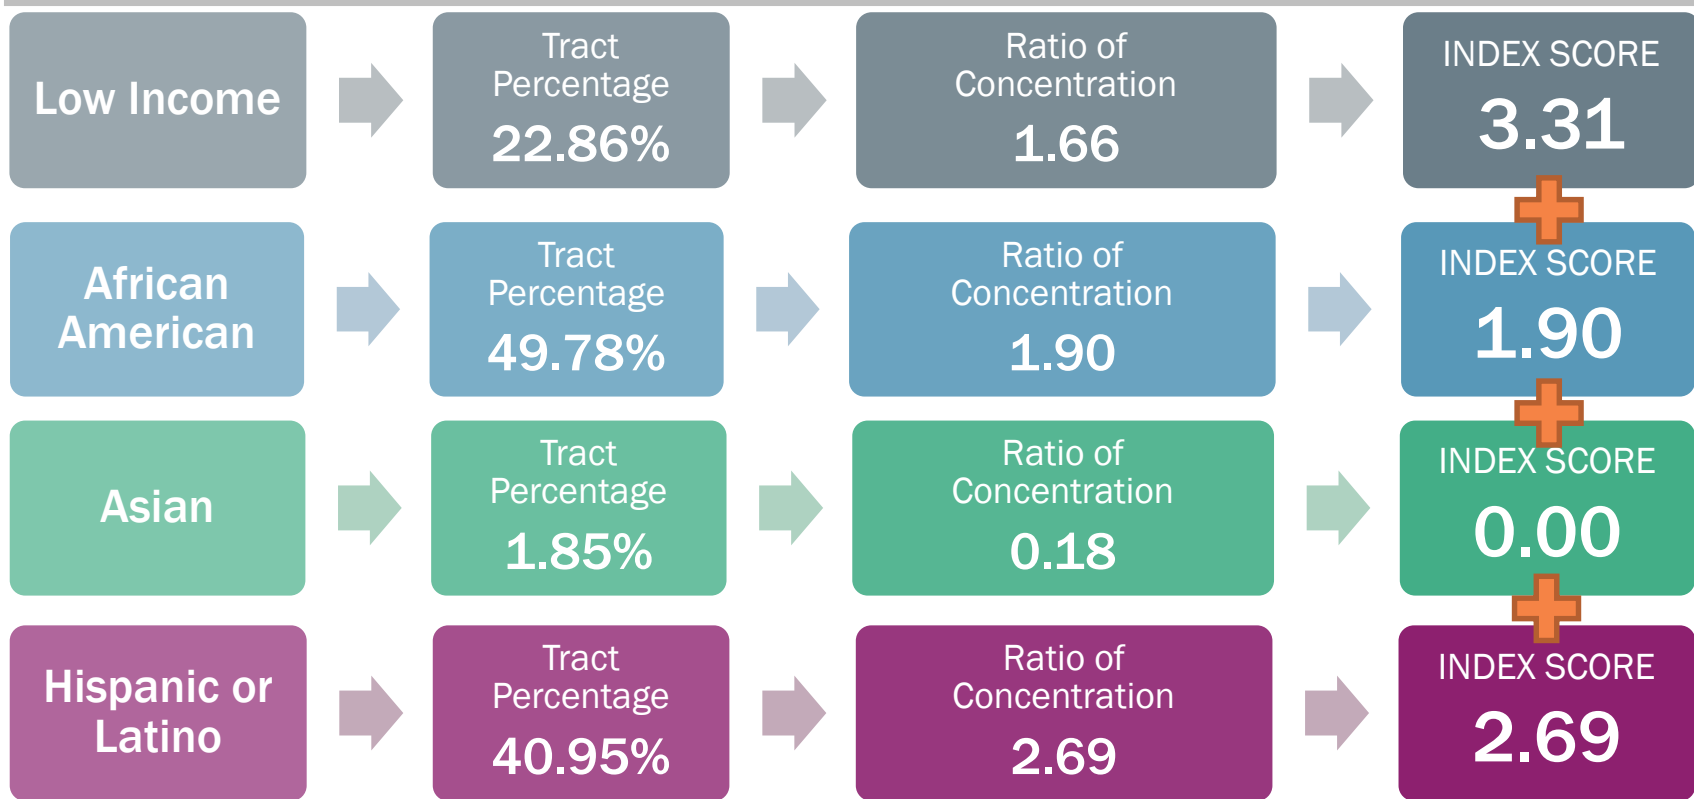 Low Income
Tract
Percentage
22.86%
Ratio of
Concentration
1.66
INDEX SCORE
3.31
African
American
Tract
Percentage
49.78%
Ratio of
Concentration
1.90
INDEX SCORE
1.90
Asian
Tract
Percentage
1.85%
Ratio of
Concentration
0.18
INDEX SCORE
0.00
Hispanic or
Latino
Tract
Percentage
40.95%
Ratio of
Concentration
2.69
INDEX SCORE
2.69